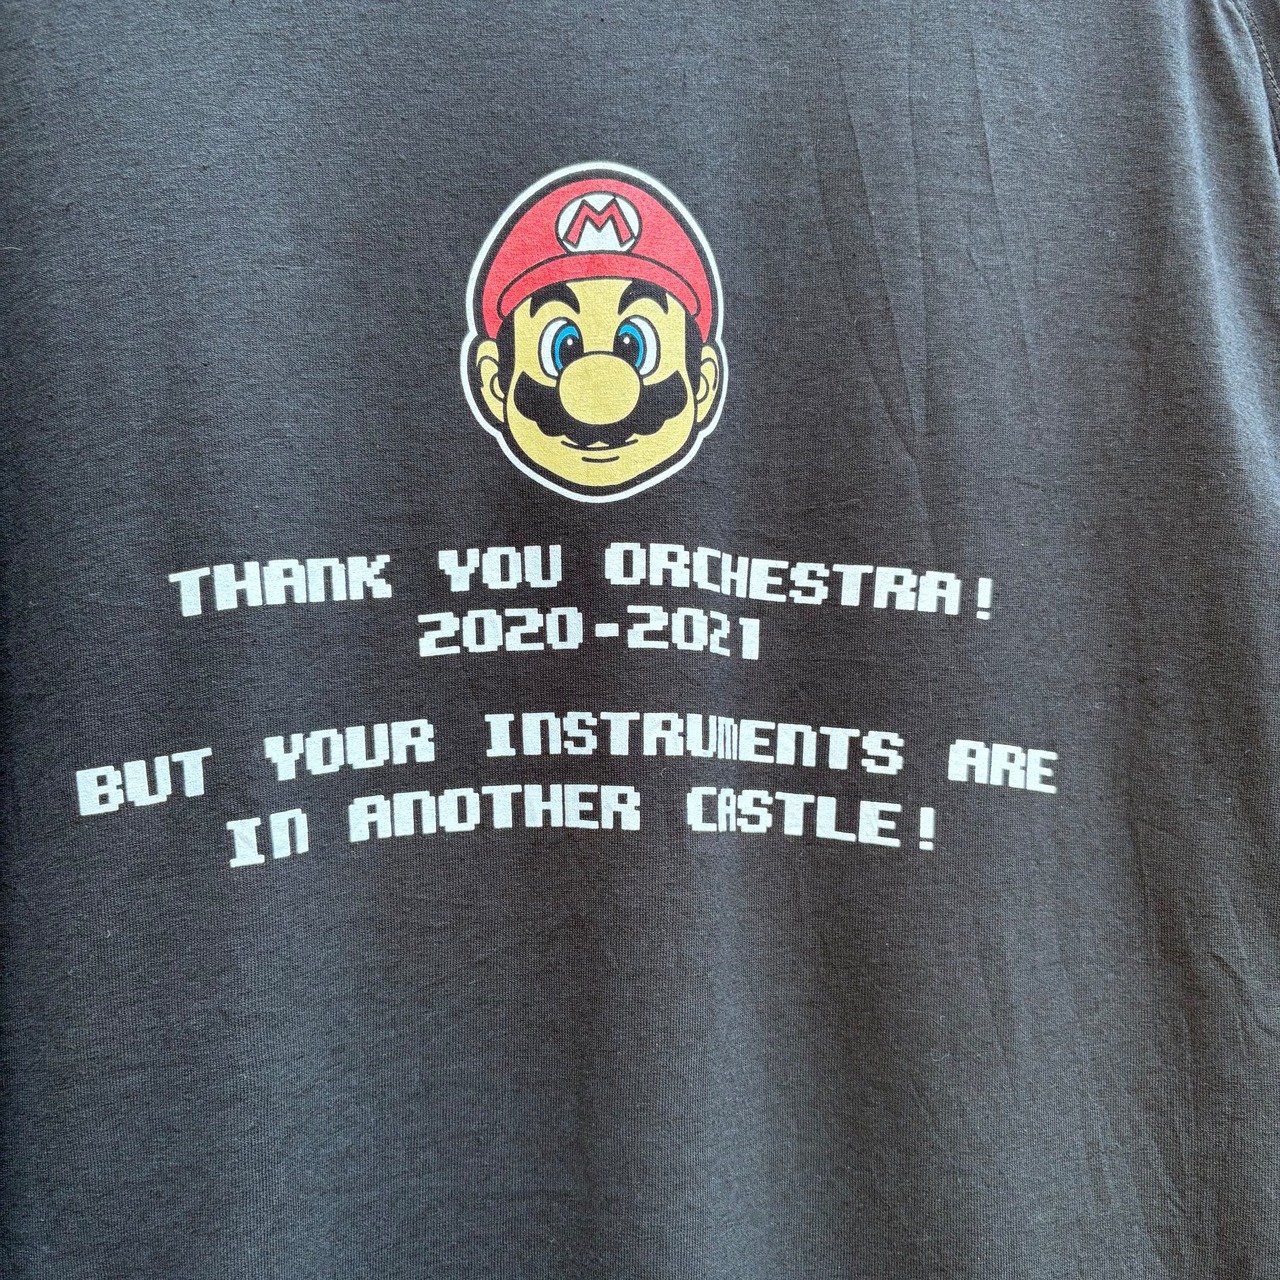 M
THANK YOU ORCHESTRA!
2020-2021
BUT YOUR INSTRUMENTS ARE
IN ANOTHER CASTLE!